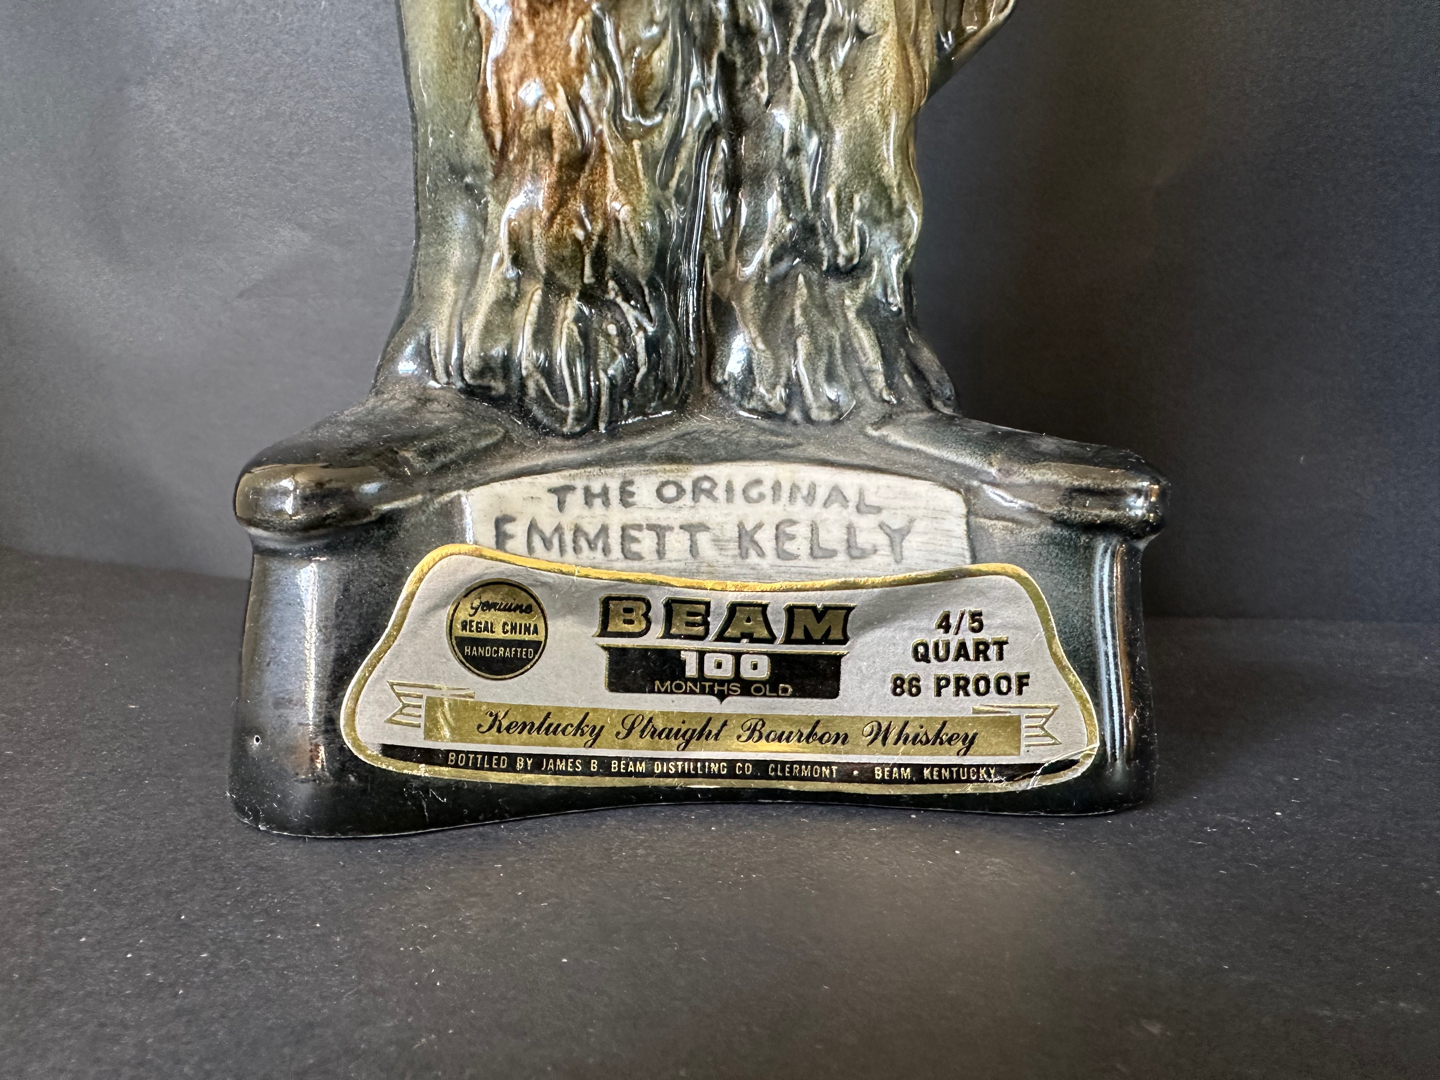 THE ORIGINAL
EMMETT KELLY
Genuine
REGAL CHINA
HANDCRAFTED
BEAM
100
MONTHS OLD
4/5
QUART
86 PROOF
Kentucky Straight Bourbon Whiskey
BOTTLED BY JAMES B. BEAM DISTILLING CO., CLERMONT • BEAM, KENTUCKY